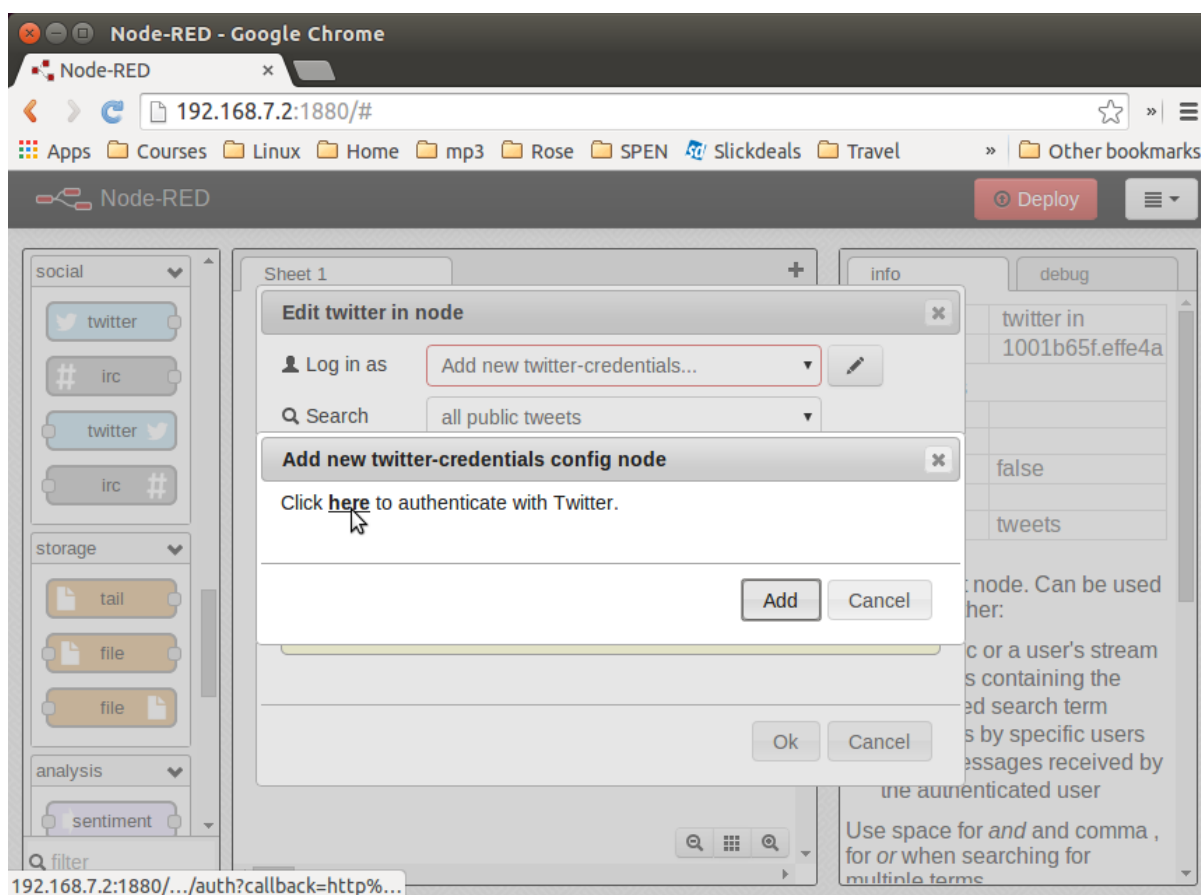 Node-RED - Google Chrome
Node-RED ×
192.168.7.2:1880/#
Apps Courses Linux Home mp3 Rose SPEN Slickdeals Travel » Other bookmarks
Node-RED
Deploy
social
twitter
irc
twitter
irc
storage
tail
file
file
analysis
sentiment
filter
Sheet 1
Edit twitter in node
Log in as Add new twitter-credentials...
Search all public tweets
Add new twitter-credentials config node
Click here to authenticate with Twitter.
Add Cancel
Ok Cancel
info debug
twitter in
1001b65f.effe4a
false
tweets
node. Can be used
her:
c or a user's stream
s containing the
ed search term
s by specific users
essages received by
the authenticated user
Use space for and and comma ,
for or when searching for
multiple terms
192.168.7.2:1880/.../auth?callback=http%...